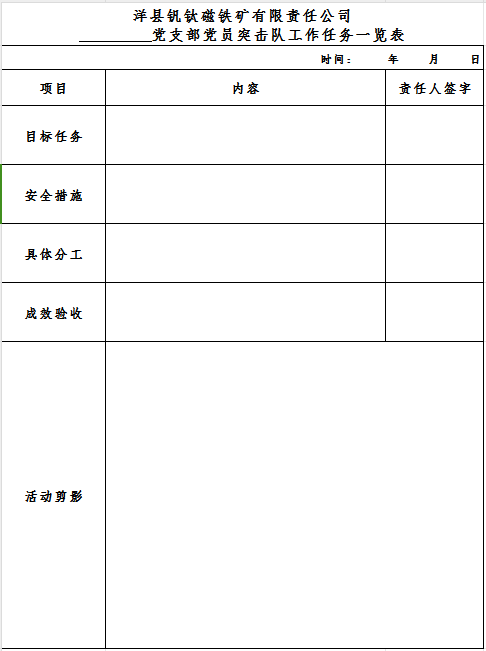 洋县钒钛磁铁矿有限责任公司
________党支部党员突击队工作任务一览表
时间： 年 月 日
项目 内容 责任人签字
目标任务
安全措施
具体分工
成效验收
活动剪影